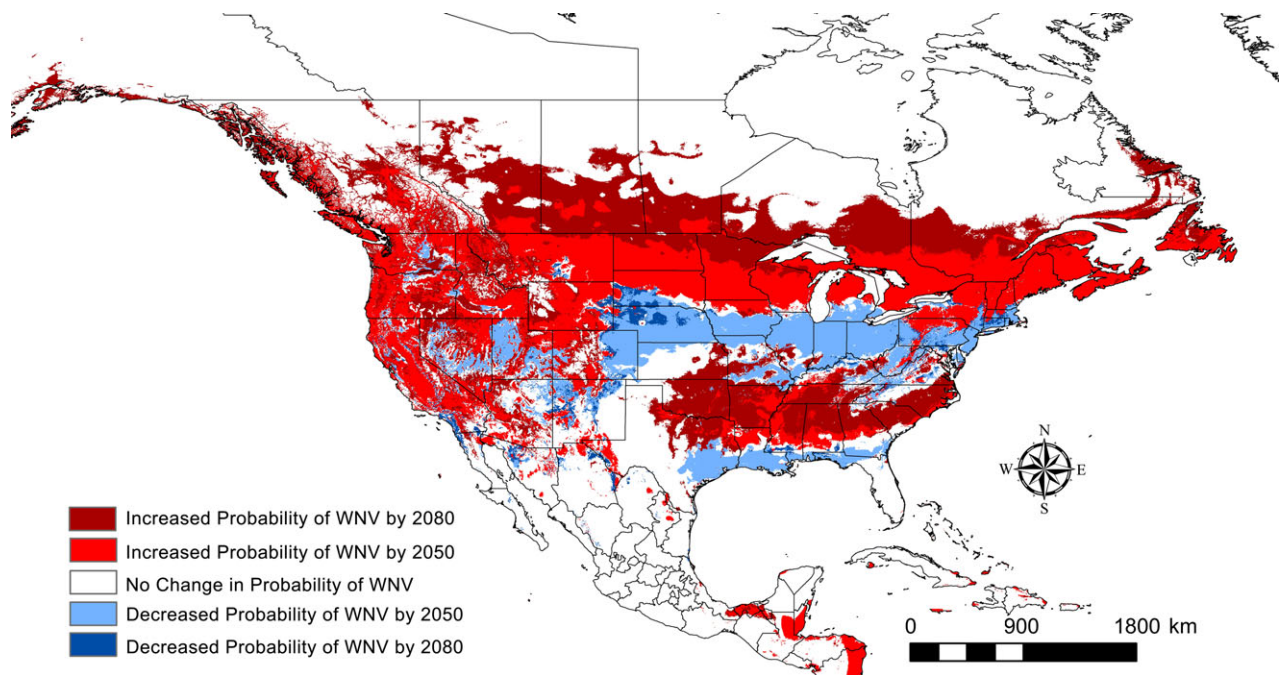 N
W E
S
Increased Probability of WNV by 2080
Increased Probability of WNV by 2050
No Change in Probability of WNV
Decreased Probability of WNV by 2050
Decreased Probability of WNV by 2080
0 900 1800 km